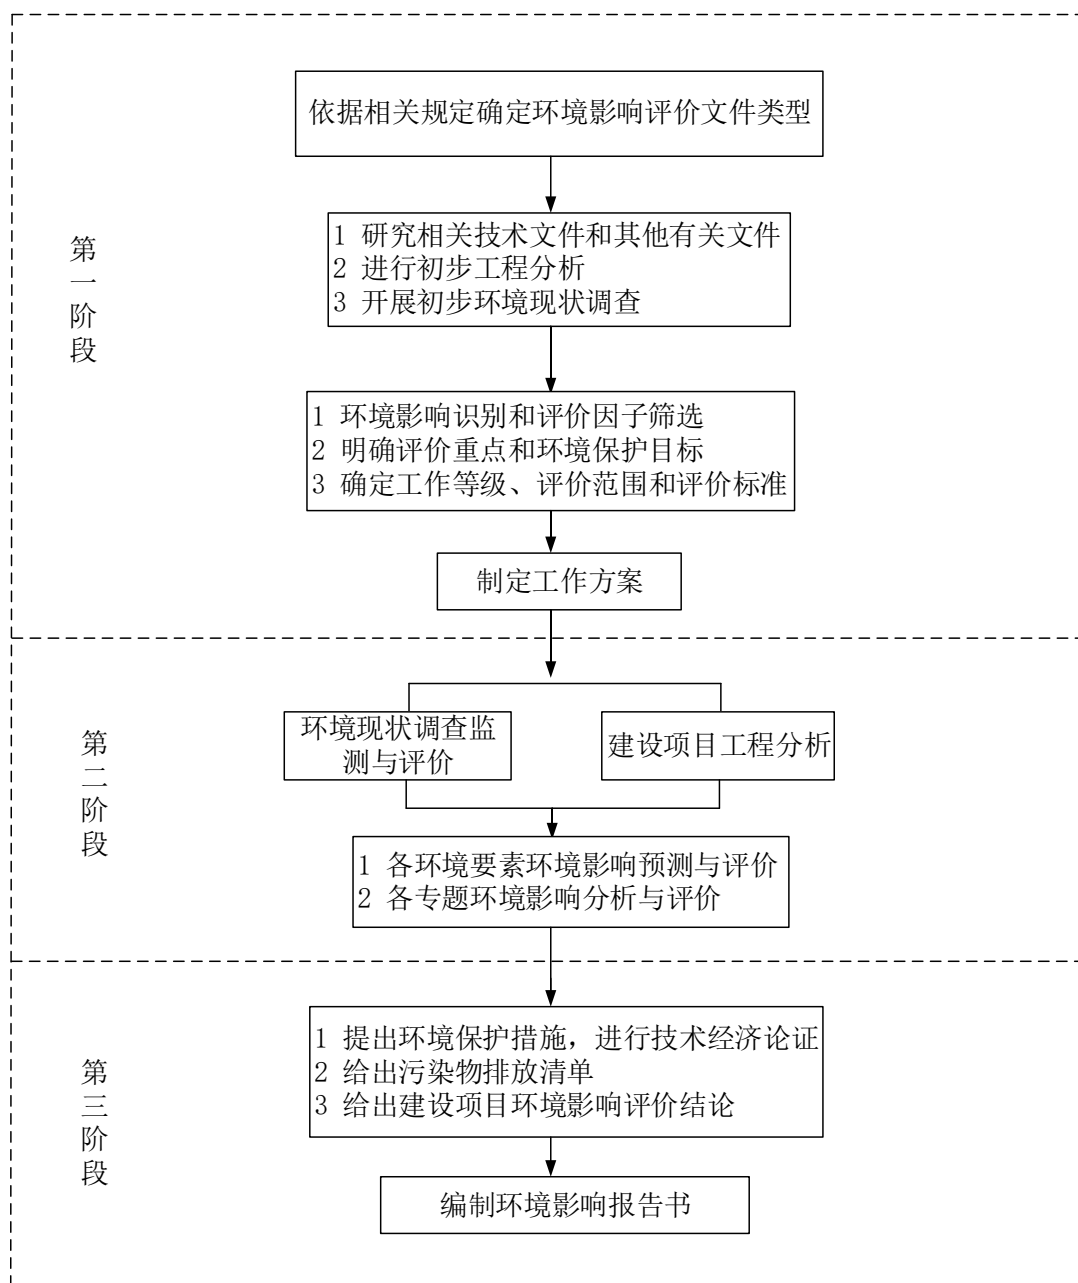 依据相关规定确定环境影响评价文件类型
第一阶段
1 研究相关技术文件和其他有关文件
2 进行初步工程分析
3 开展初步环境现状调查
1 环境影响识别和评价因子筛选
2 明确评价重点和环境保护目标
3 确定工作等级、评价范围和评价标准
制定工作方案
第二阶段
环境现状调查监
测与评价
建设项目工程分析
1 各环境要素环境影响预测与评价
2 各专题环境影响分析与评价
第三阶段
1 提出环境保护措施，进行技术经济论证
2 给出污染物排放清单
3 给出建设项目环境影响评价结论
编制环境影响报告书